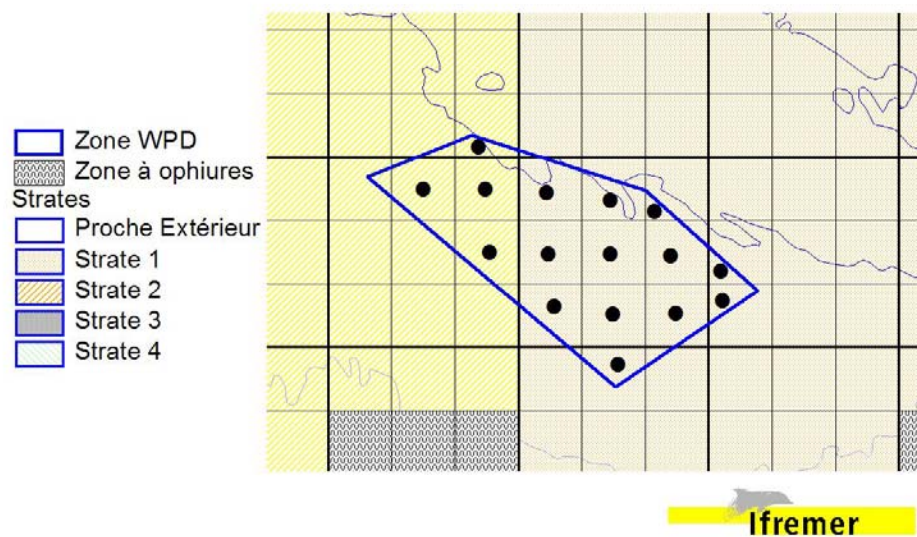 Zone WPD
Zone à ophiures
Strates
Proche Extérieur
Strate 1
Strate 2
Strate 3
Strate 4
Ifremer